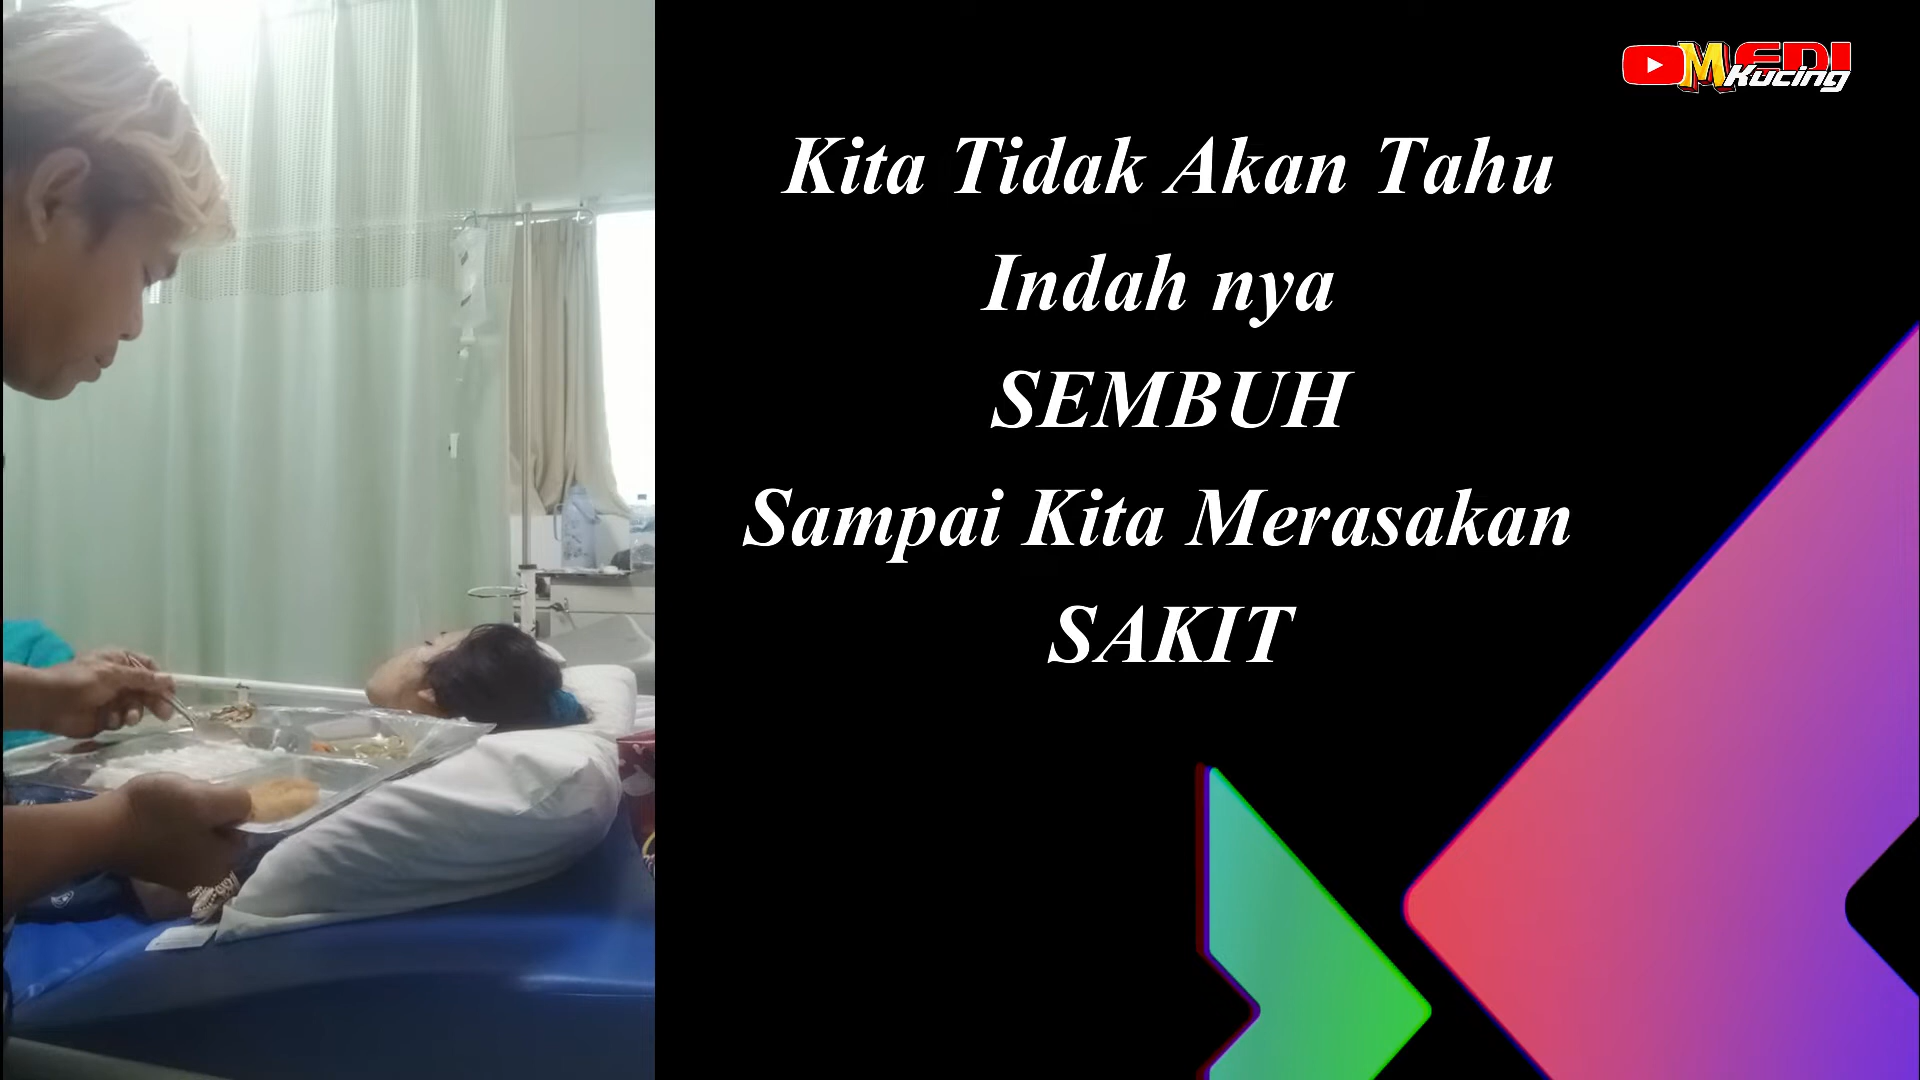 MEDI
Kucing
Kita Tidak Akan Tahu
Indah nya
SEMBUH
Sampai Kita Merasakan
SAKIT